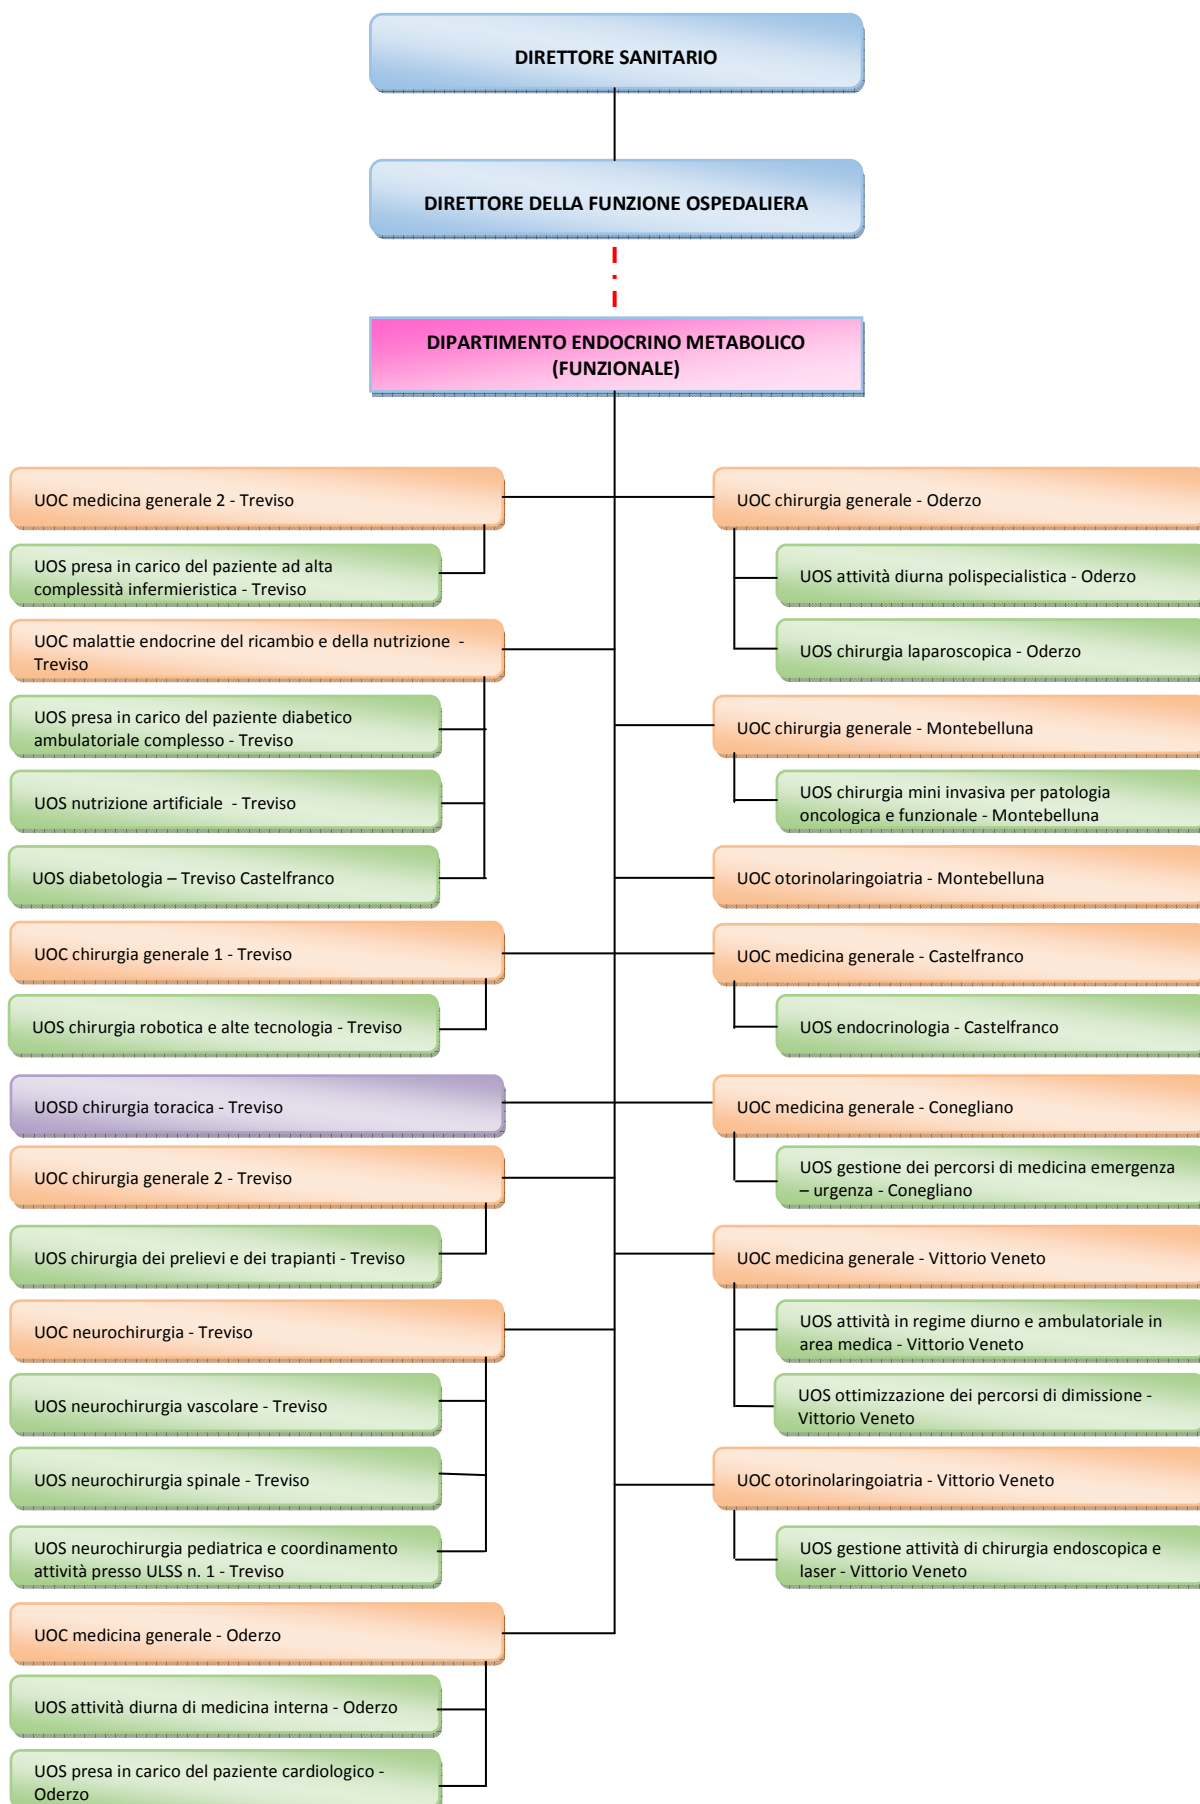 DIRETTORE SANITARIO
DIRETTORE DELLA FUNZIONE OSPEDALIERA
DIPARTIMENTO ENDOCRINO METABOLICO
(FUNZIONALE)
UOC medicina generale 2 - Treviso
UOS presa in carico del paziente ad alta
complessità infermieristica - Treviso
UOC malattie endocrine del ricambio e della nutrizione -
Treviso
UOS presa in carico del paziente diabetico
ambulatoriale complesso - Treviso
UOS nutrizione artificiale - Treviso
UOS diabetologia – Treviso Castelfranco
UOC chirurgia generale 1 - Treviso
UOS chirurgia robotica e alte tecnologia - Treviso
UOSD chirurgia toracica - Treviso
UOC chirurgia generale 2 - Treviso
UOS chirurgia dei prelievi e dei trapianti - Treviso
UOC neurochirurgia - Treviso
UOS neurochirurgia vascolare - Treviso
UOS neurochirurgia spinale - Treviso
UOS neurochirurgia pediatrica e coordinamento
attività presso ULSS n. 1 - Treviso
UOC medicina generale - Oderzo
UOS attività diurna di medicina interna - Oderzo
UOS presa in carico del paziente cardiologico -
Oderzo
UOC chirurgia generale - Oderzo
UOS attività diurna polispecialistica - Oderzo
UOS chirurgia laparoscopica - Oderzo
UOC chirurgia generale - Montebelluna
UOS chirurgia mini invasiva per patologia
oncologica e funzionale - Montebelluna
UOC otorinolaringoiatria - Montebelluna
UOC medicina generale - Castelfranco
UOS endocrinologia - Castelfranco
UOC medicina generale - Conegliano
UOS gestione dei percorsi di medicina emergenza
– urgenza - Conegliano
UOC medicina generale - Vittorio Veneto
UOS attività in regime diurno e ambulatoriale in
area medica - Vittorio Veneto
UOS ottimizzazione dei percorsi di dimissione -
Vittorio Veneto
UOC otorinolaringoiatria - Vittorio Veneto
UOS gestione attività di chirurgia endoscopica e
laser - Vittorio Veneto